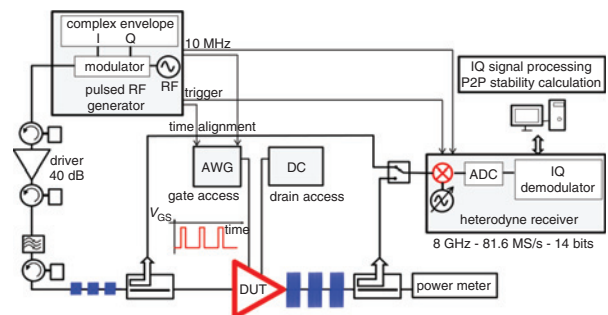 complex envelope
I Q
10 MHz
modulator
RF
pulsed RF
generator
trigger
IQ signal processing
P2P stability calculation
time alignment
driver
40 dB
AWG
DC
gate access
drain access
ADC
IQ
demodulator
heterodyne receiver
VGS
time
8 GHz - 81.6 MS/s - 14 bits
DUT
power meter